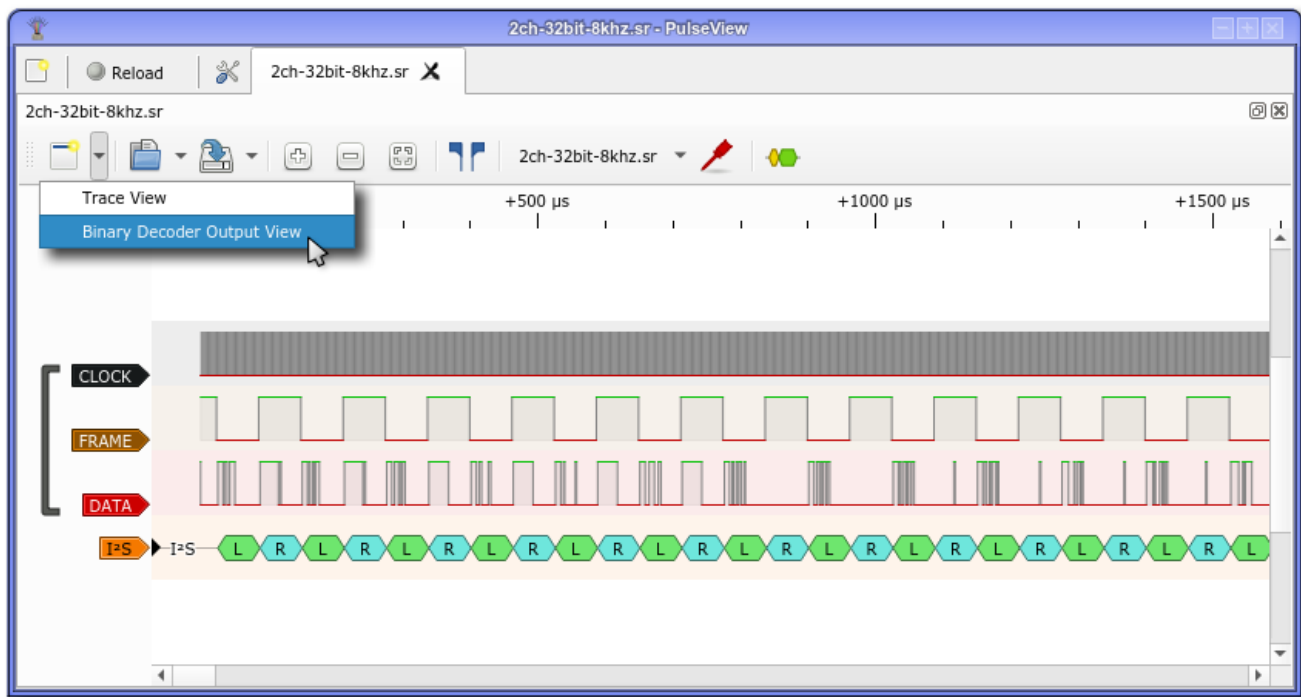 2ch-32bit-8khz.sr - PulseView
Reload 2ch-32bit-8khz.sr
2ch-32bit-8khz.sr
2ch-32bit-8khz.sr
Trace View
Binary Decoder Output View
+500 µs +1000 µs +1500 µs
CLOCK
FRAME
DATA
I²S I²S L R L R L R L R L R L R L R L R L R L R L R L R L